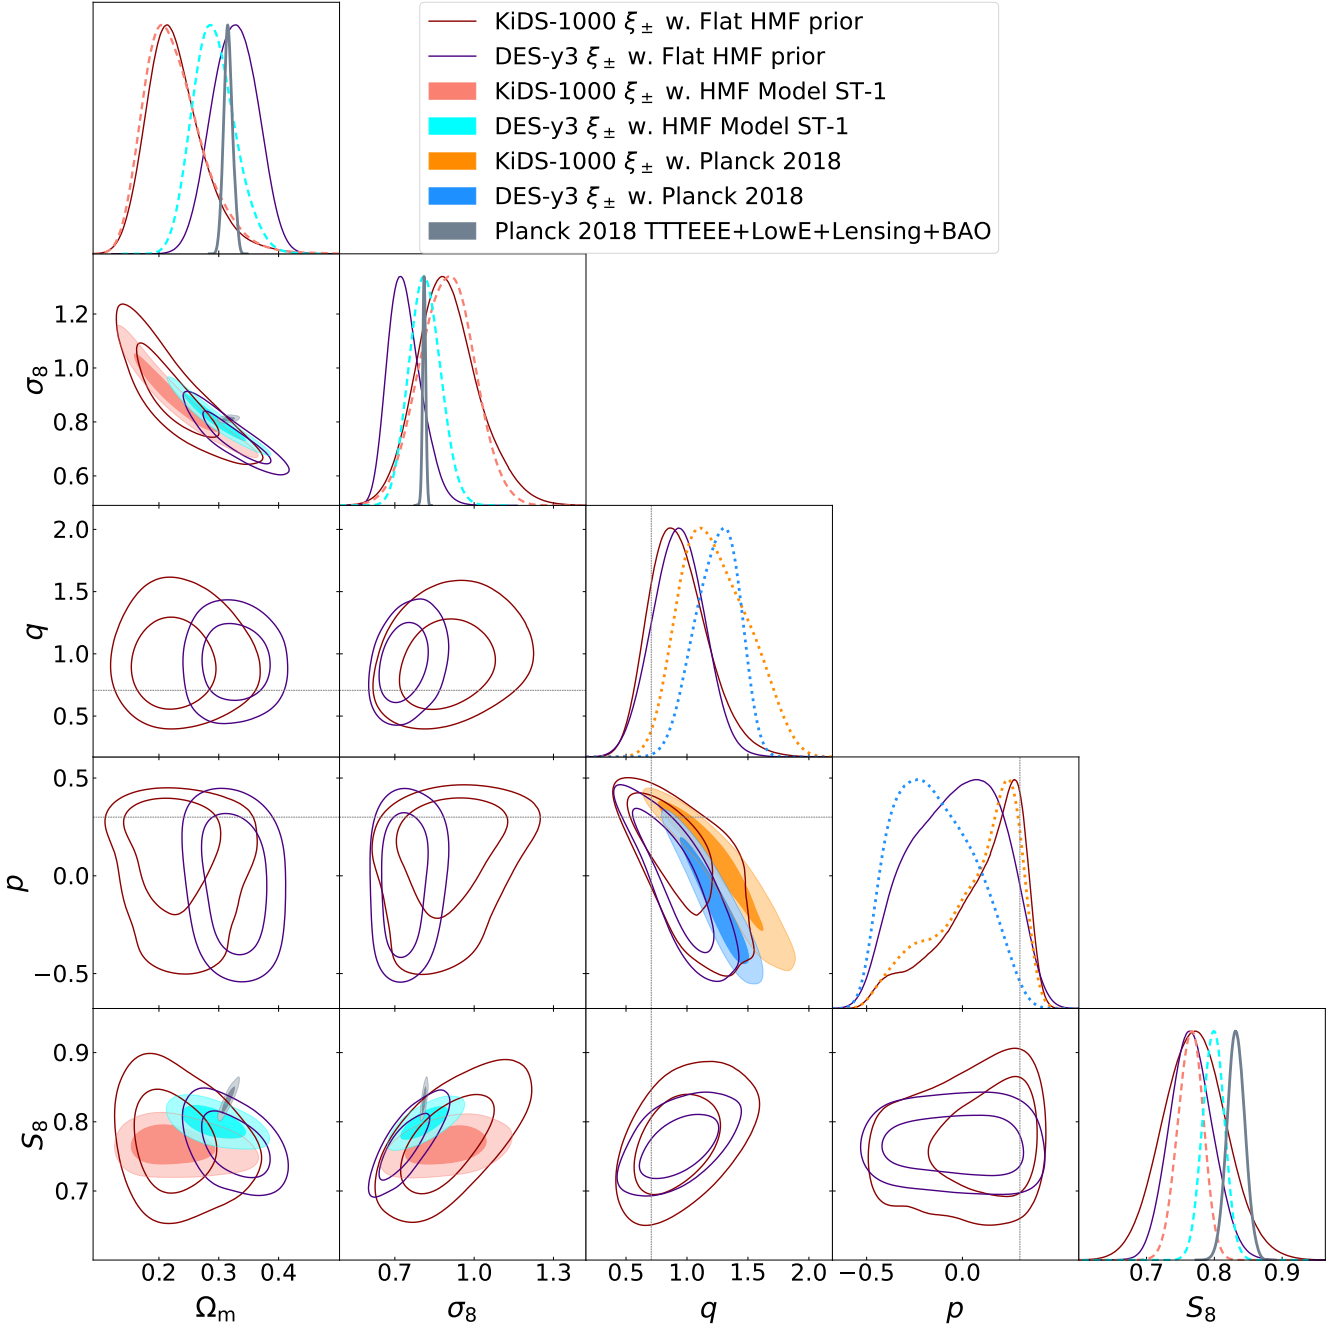 KiDS-1000 ξ± w. Flat HMF prior
DES-y3 ξ± w. Flat HMF prior
KiDS-1000 ξ± w. HMF Model ST-1
DES-y3 ξ± w. HMF Model ST-1
KiDS-1000 ξ± w. Planck 2018
DES-y3 ξ± w. Planck 2018
Planck 2018 TTTEEE+LowE+Lensing+BAO
1.2
1.0
0.8
0.6
σ8
2.0
1.5
1.0
0.5
q
0.5
0.0
−0.5
p
0.9
0.8
0.7
S8
0.2 0.3 0.4 0.7 1.0 1.3 0.5 1.0 1.5 2.0 −0.5 0.0 0.7 0.8 0.9
Ωm σ8 q p S8